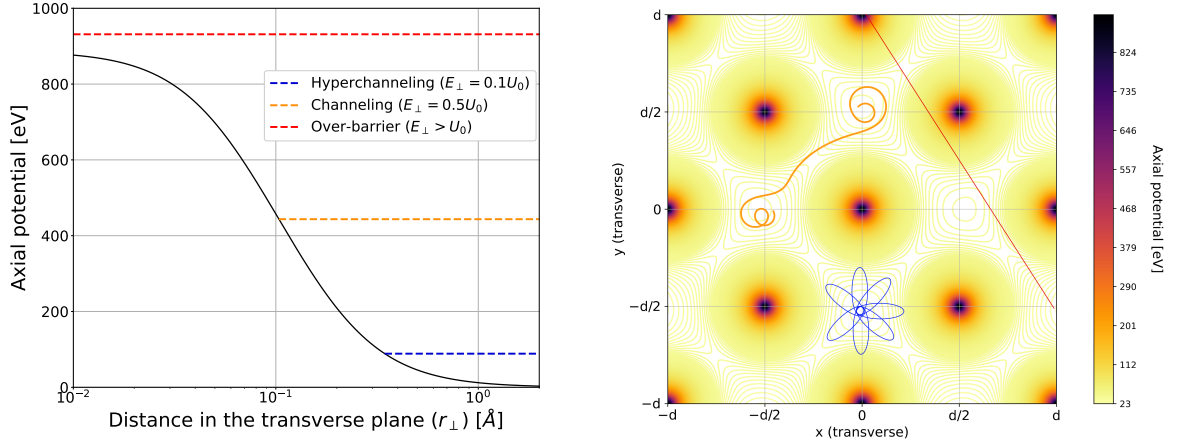 1000
800
600
400
200
0
10⁻²
10⁻¹
10⁰
Axial potential [eV]
Distance in the transverse plane (r⊥) [Å]
Hyperchanneling (E⊥ = 0.1U₀)
Channeling (E⊥ = 0.5U₀)
Over-barrier (E⊥ > U₀)
d
d/2
0
−d/2
−d
y (transverse)
−d
−d/2
0
d/2
d
x (transverse)
824
735
646
557
468
379
290
201
112
23
Axial potential [eV]